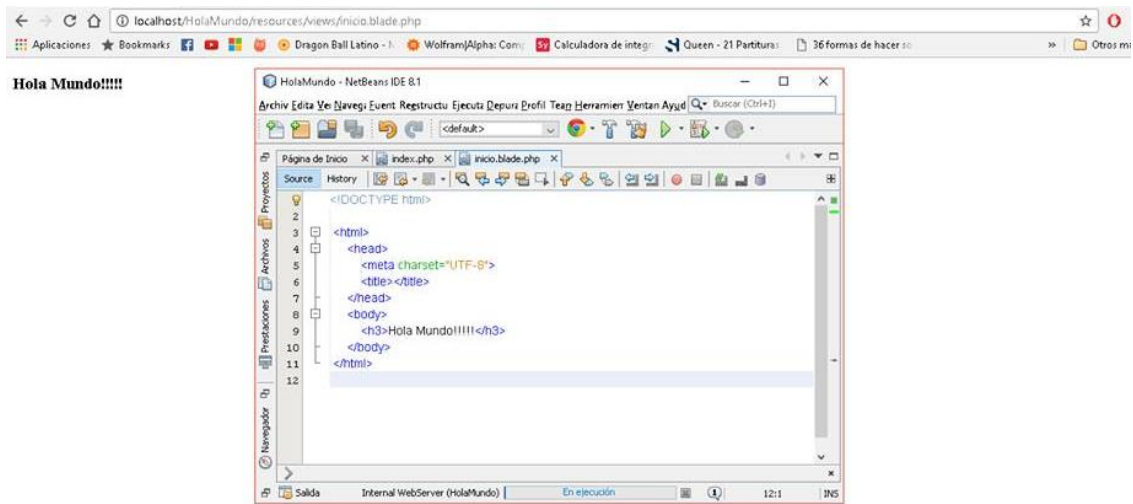 localhost/HolaMundo/resources/views/inicio.blade.php
Aplicaciones Bookmarks Dragon Ball Latino - WolframAlpha: Com Calculadora de integr Queen - 21 Partituras 36 formas de hacer » Otros m
Hola Mundo!!!!!
HolaMundo - NetBeans IDE 8.1
Archiv Edita Ve Navega Fuent Reestructu Ejecuta Depura Profil Tean Herramien Ventan Ayud Buscar (Ctrl+I)
<default>
Página de Inicio index.php inicio.blade.php
Source History
Proyectos
Archivos
Prestaciones
Navegador
<!DOCTYPE html>
2
3 <html>
4 <head>
5 <meta charset="UTF-8">
6 <title></title>
7 </head>
8 <body>
9 <h3>Hola Mundo!!!!!</h3>
10 </body>
11 </html>
12
Salida Internal WebServer (HolaMundo) En ejecución 1 12:1 INS